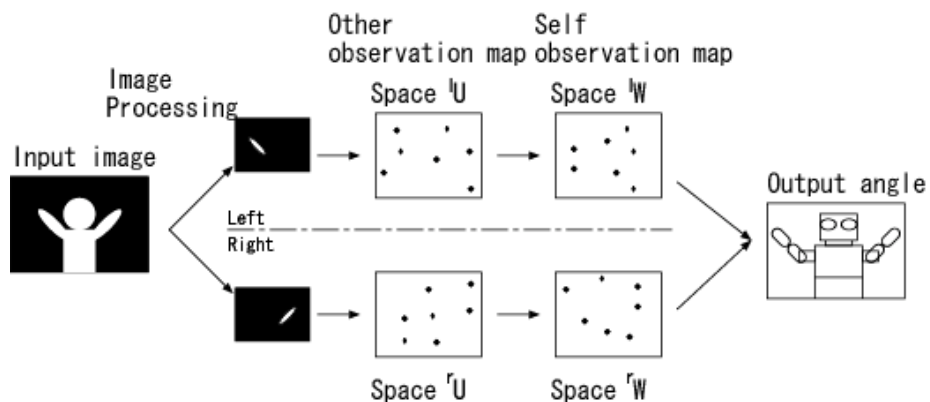 Other
observation map
Self
observation map
Image
Processing
Space ˡU
Space ˡW
Input image
Output angle
Left
Right
Space ʳU
Space ʳW